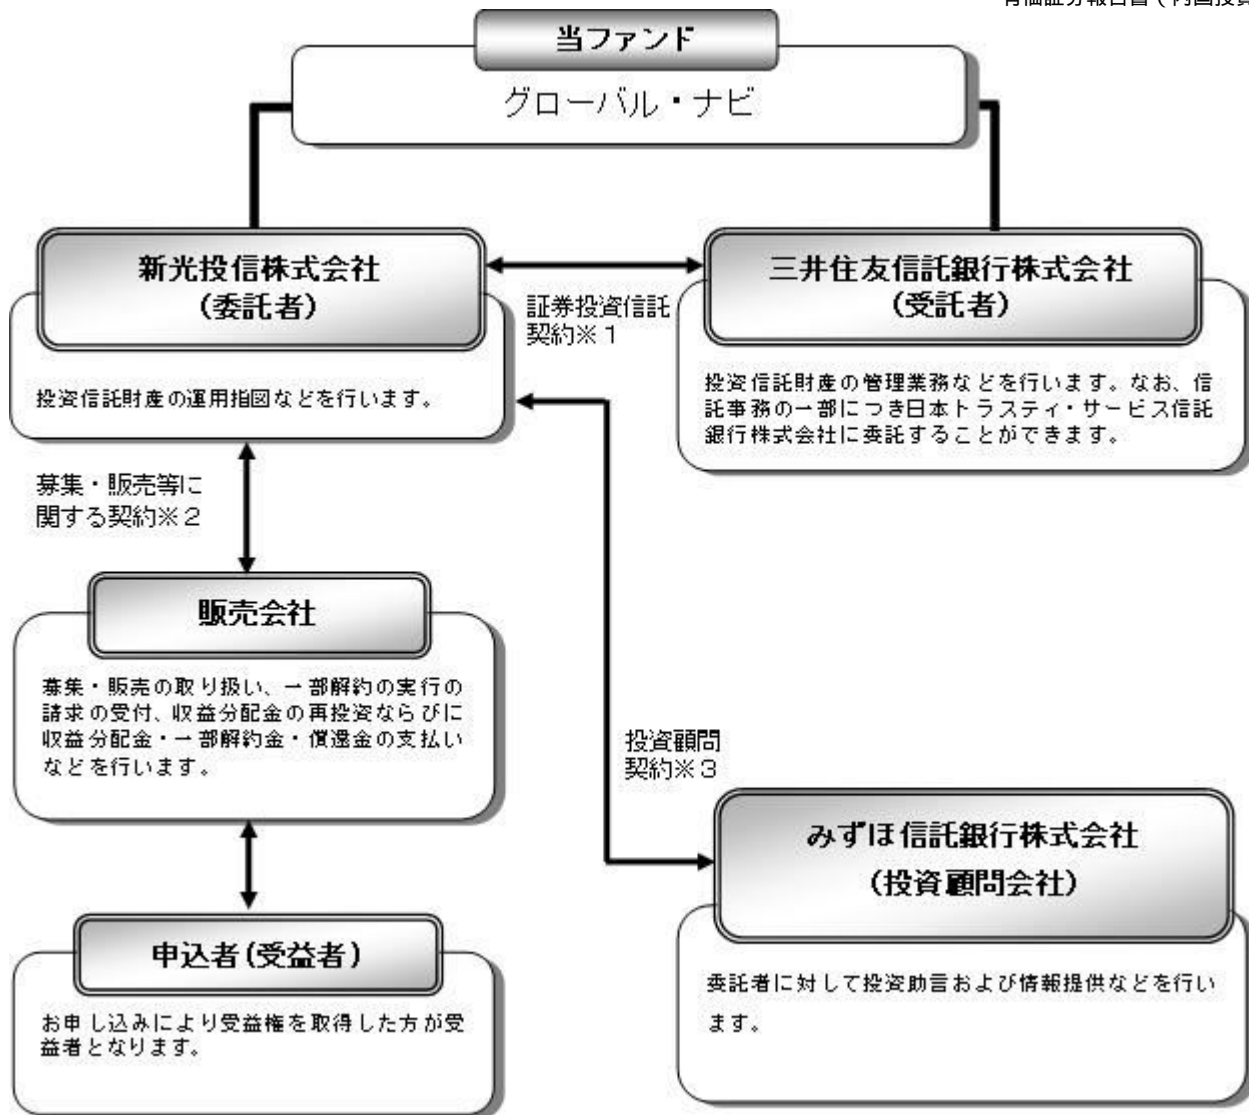 当ファンド
グローバル・ナビ
新光投信株式会社
(委託者)
投資信託財産の運用指図などを行います。
証券投資信託
契約※1
三井住友信託銀行株式会社
(受託者)
投資信託財産の管理業務などを行います。なお、信
託事務の一部につき日本トラスティ・サービス信託
銀行株式会社に委託することができます。
募集・販売等に
関する契約※2
販売会社
募集・販売の取り扱い、一部解約の実行の
請求の受付、収益分配金の再投資ならびに
収益分配金・一部解約金・償還金の支払い
などを行います。
投資顧問
契約※3
みずほ信託銀行株式会社
(投資顧問会社)
委託者に対して投資助言および情報提供などを行い
ます。
申込者(受益者)
お申し込みにより受益権を取得した方が受
益者となります。